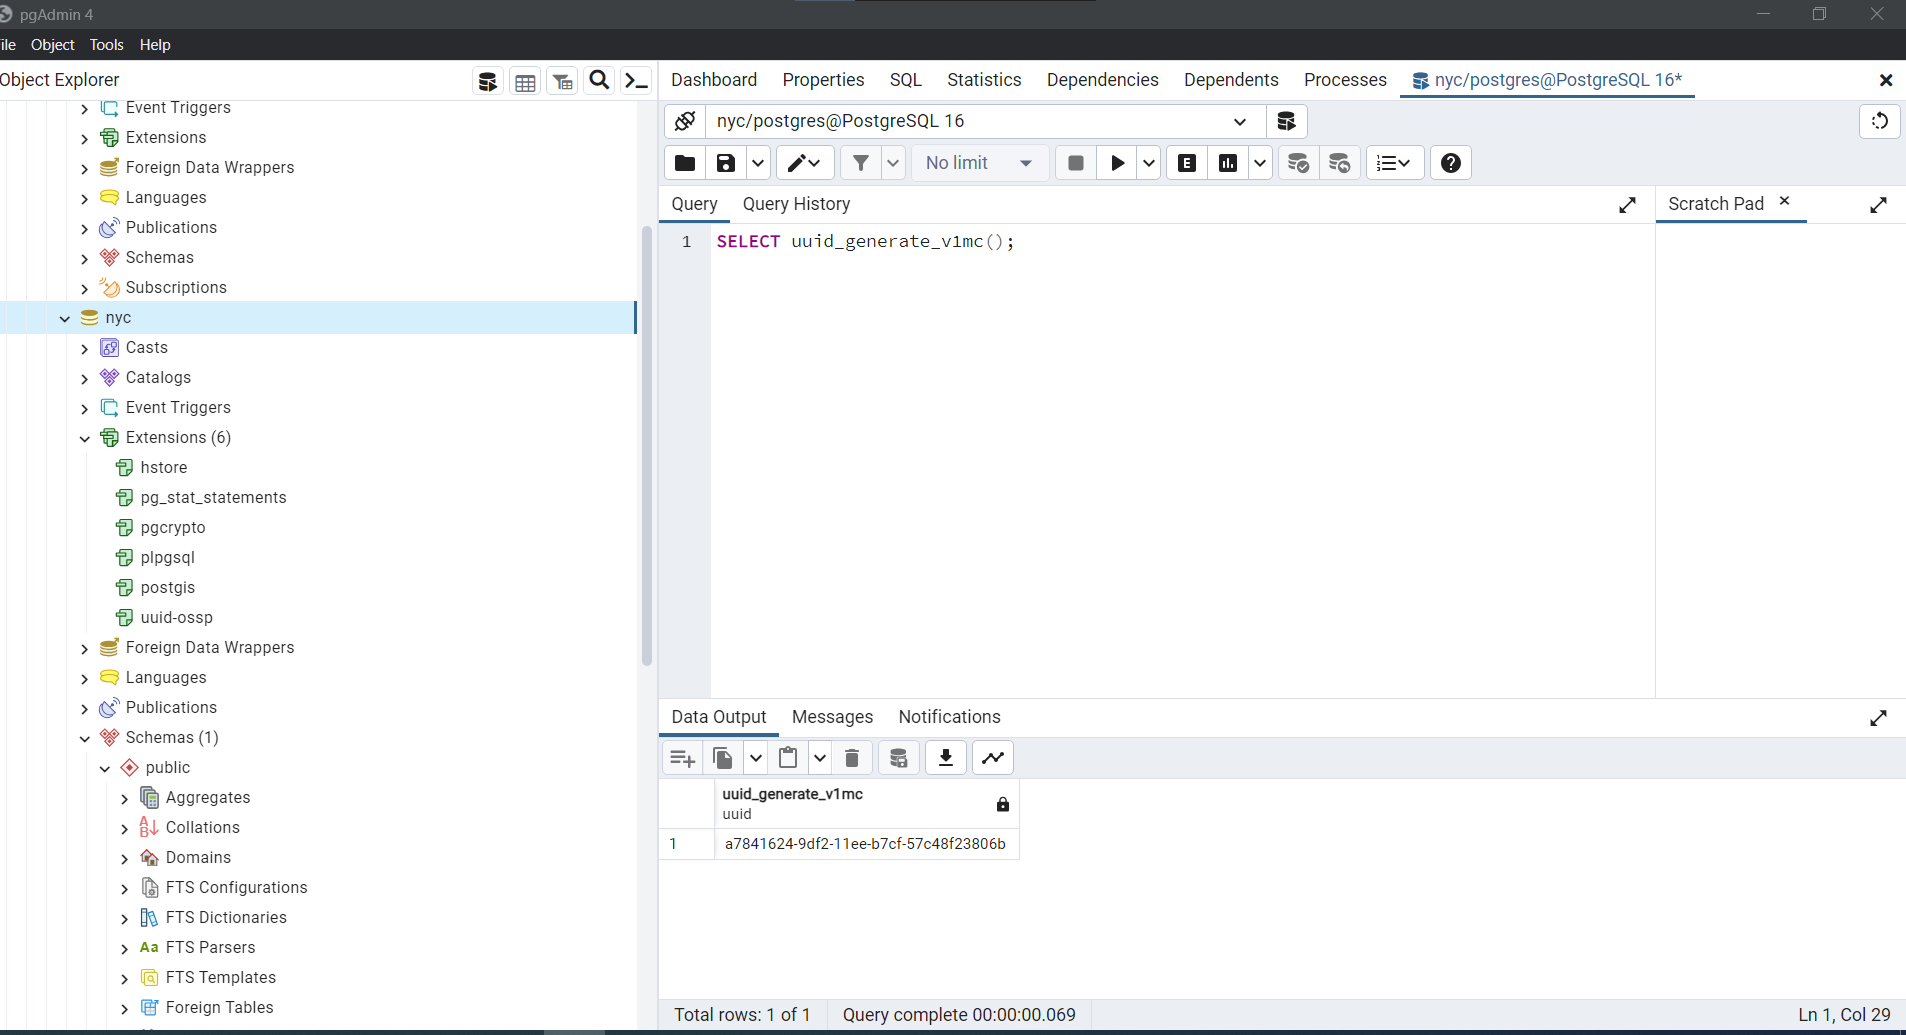 pgAdmin 4
ile Object Tools Help
Object Explorer
Event Triggers
Extensions
Foreign Data Wrappers
Languages
Publications
Schemas
Subscriptions
nyc
Casts
Catalogs
Event Triggers
Extensions (6)
hstore
pg_stat_statements
pgcrypto
plpgsql
postgis
uuid-ossp
Foreign Data Wrappers
Languages
Publications
Schemas (1)
public
Aggregates
Collations
Domains
FTS Configurations
FTS Dictionaries
Aa FTS Parsers
FTS Templates
Foreign Tables
Dashboard Properties SQL Statistics Dependencies Dependents Processes nyc/postgres@PostgreSQL 16*
nyc/postgres@PostgreSQL 16
No limit E
Query Query History Scratch Pad
1 SELECT uuid_generate_v1mc();
Data Output Messages Notifications
uuid_generate_v1mc
uuid
1 a7841624-9df2-11ee-b7cf-57c48f23806b
Total rows: 1 of 1 Query complete 00:00:00.069 Ln 1, Col 29